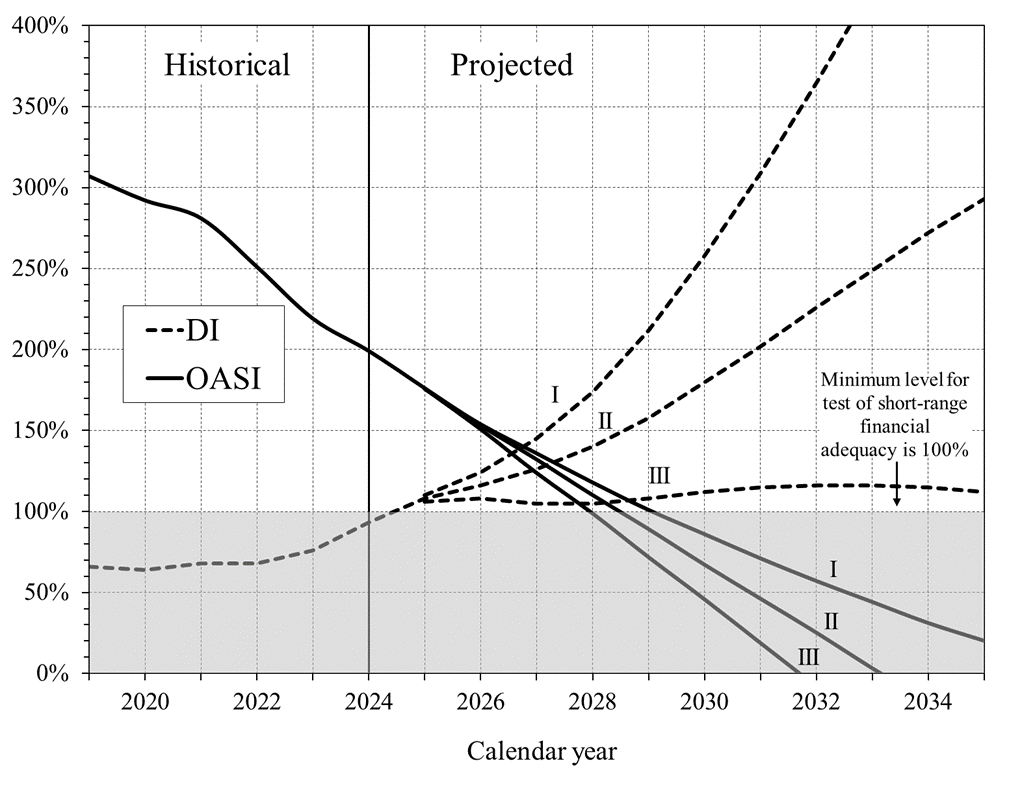 400%
350%
300%
250%
200%
150%
100%
50%
0%
Historical
Projected
DI
OASI
I
II
III
Minimum level for
test of short-range
financial
adequacy is 100%
I
II
III
2020 2022 2024 2026 2028 2030 2032 2034
Calendar year